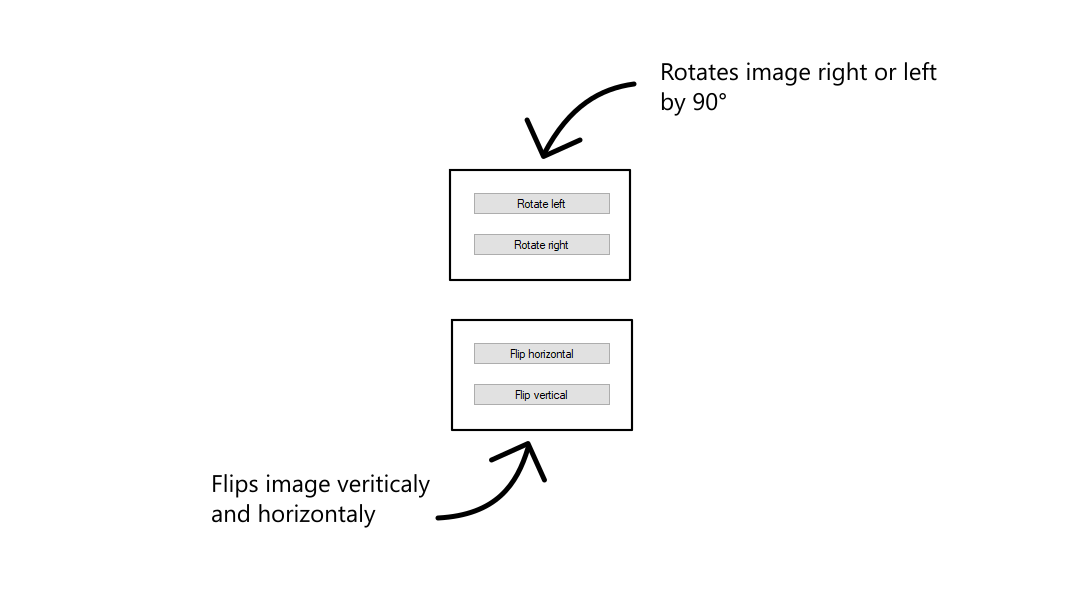 Rotates image right or left
by 90°
Rotate left
Rotate right
Flip horizontal
Flip vertical
Flips image veriticaly
and horizontaly